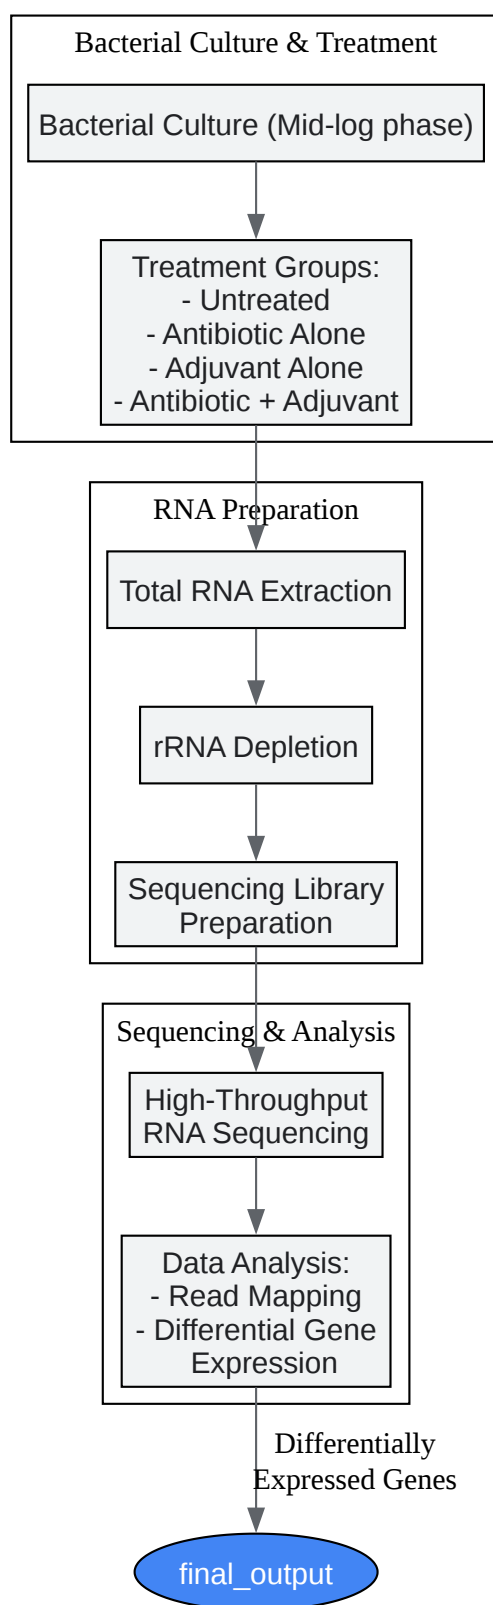 Bacterial Culture & Treatment
Bacterial Culture (Mid-log phase)
Treatment Groups:
- Untreated
- Antibiotic Alone
- Adjuvant Alone
- Antibiotic + Adjuvant
RNA Preparation
Total RNA Extraction
rRNA Depletion
Sequencing Library
Preparation
Sequencing & Analysis
High-Throughput
RNA Sequencing
Data Analysis:
- Read Mapping
- Differential Gene
Expression
Differentially
Expressed Genes
final_output